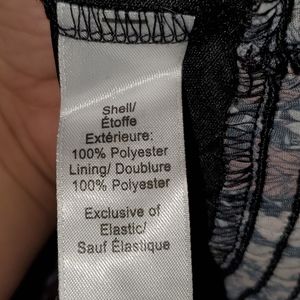 Shell/
Étoffe
Extérieure:
100% Polyester
Lining/ Doublure
100% Polyester
Exclusive of
Elastic/
Sauf Élastique